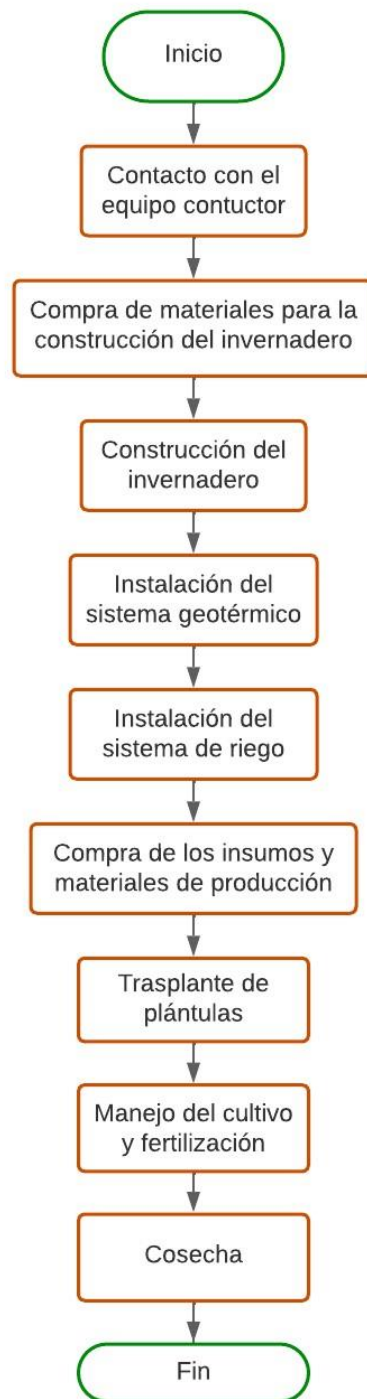 Inicio
Contacto con el
equipo contuctor
Compra de materiales para la
construcción del invernadero
Construcción del
invernadero
Instalación del
sistema geotérmico
Instalación del
sistema de riego
Compra de los insumos y
materiales de producción
Trasplante de
plántulas
Manejo del cultivo
y fertilización
Cosecha
Fin